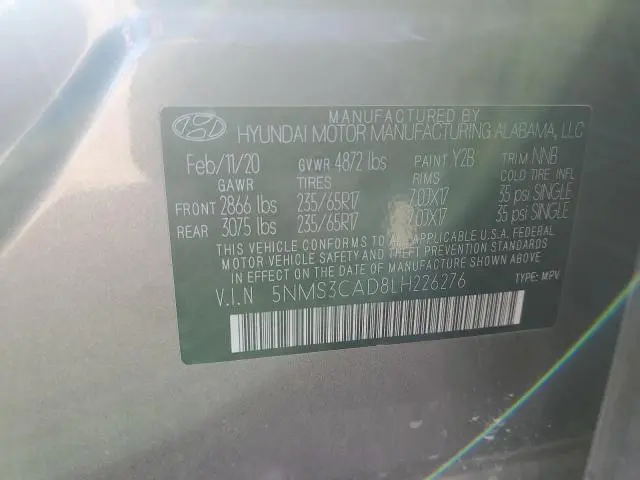 MANUFACTURED BY
HYUNDAI MOTOR MANUFACTURING ALABAMA, LLC
Feb/11/20 GVWR 4872 lbs PAINT Y2B TRIM NNB
GAWR TIRES RIMS COLD TIRE INFL
FRONT 2866 lbs 235/65R17 7.0JX17 35 psi SINGLE
REAR 3075 lbs 235/65R17 7.0JX17 35 psi SINGLE
THIS VEHICLE CONFORMS TO ALL APPLICABLE U.S.A. FEDERAL
MOTOR VEHICLE SAFETY AND THEFT PREVENTION STANDARDS
IN EFFECT ON THE DATE OF MANUFACTURE SHOWN ABOVE.
V.I.N 5NMS3CAD8LH226276 TYPE: MPV